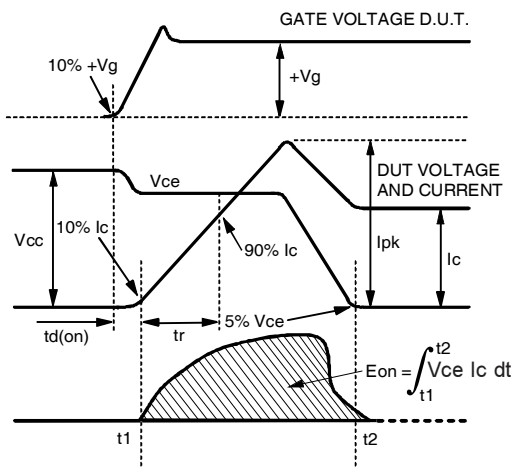 GATE VOLTAGE D.U.T.
10% +Vg
+Vg
Vce
DUT VOLTAGE
AND CURRENT
Vcc
10% Ic
90% Ic
Ipk
Ic
td(on)
tr
5% Vce
Eon = ∫ Vce Ic dt
t2
t1
t1
t2